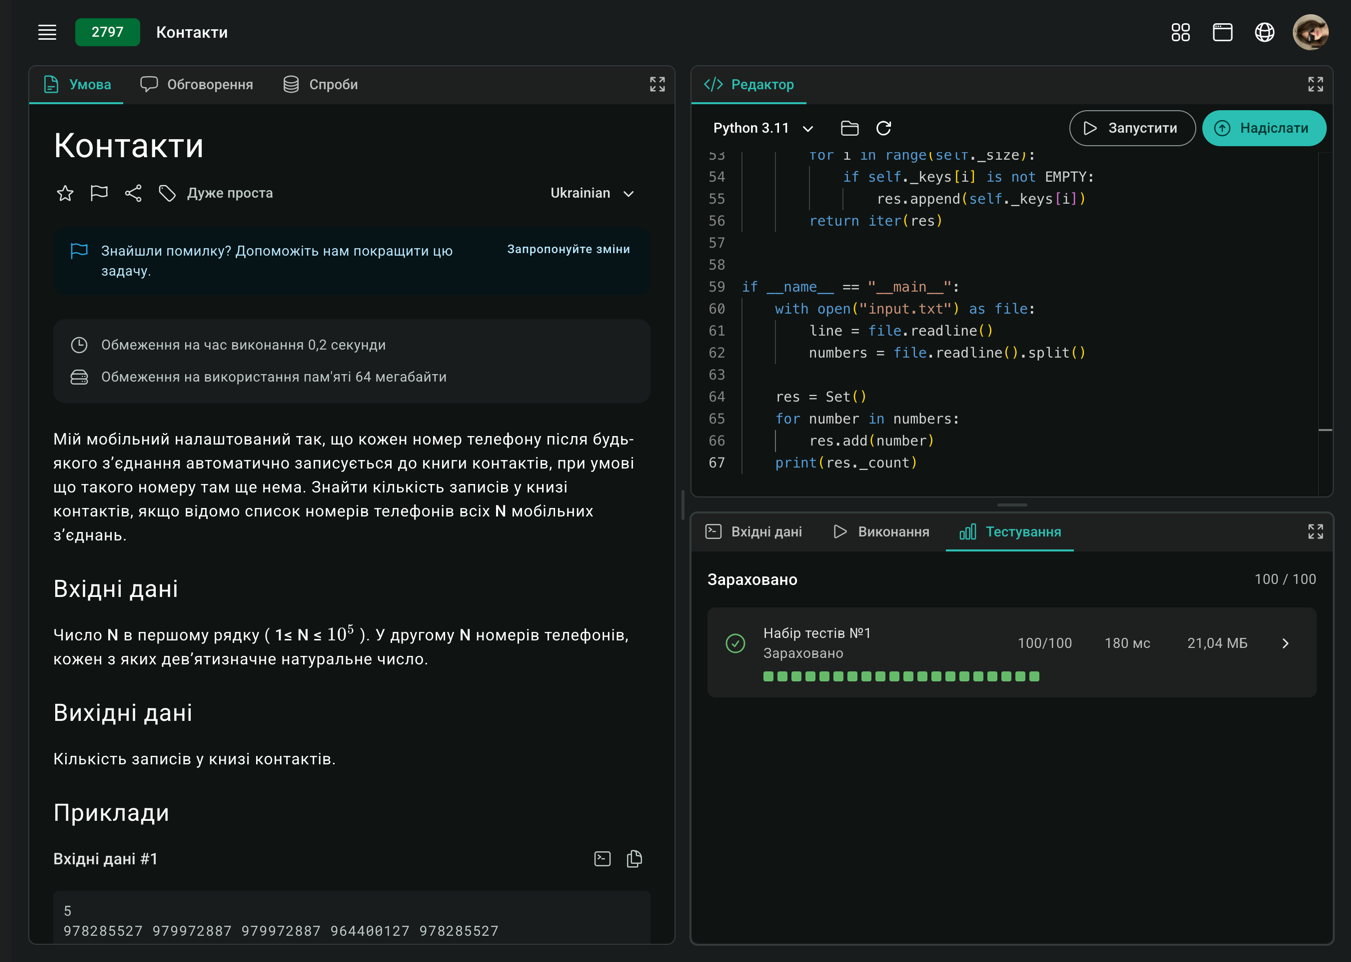 2797
Контакти
Умова
Обговорення
Спроби
Контакти
Дуже проста
Ukrainian
Знайшли помилку? Допоможіть нам покращити цю
задачу.
Запропонуйте зміни
Обмеження на час виконання 0,2 секунди
Обмеження на використання пам'яті 64 мегабайти
Мій мобільний налаштований так, що кожен номер телефону після будь-
якого з’єднання автоматично записується до книги контактів, при умові
що такого номеру там ще нема. Знайти кількість записів у книзі
контактів, якщо відомо список номерів телефонів всіх N мобільних
з’єднань.
Вхідні дані
Число N в першому рядку ( 1≤ N ≤ 10⁵ ). У другому N номерів телефонів,
кожен з яких дев’ятизначне натуральне число.
Вихідні дані
Кількість записів у книзі контактів.
Приклади
Вхідні дані #1
5
978285527 979972887 979972887 964400127 978285527
Редактор
Python 3.11
Запустити
Надіслати
53 for i in range(self._size):
54 if self._keys[i] is not EMPTY:
55 res.append(self._keys[i])
56 return iter(res)
57
58
59 if __name__ == "__main__":
60 with open("input.txt") as file:
61 line = file.readline()
62 numbers = file.readline().split()
63
64 res = Set()
65 for number in numbers:
66 res.add(number)
67 print(res._count)
Вхідні дані
Виконання
Тестування
Зараховано
100 / 100
Набір тестів №1
Зараховано
100/100
180 мс
21,04 МБ